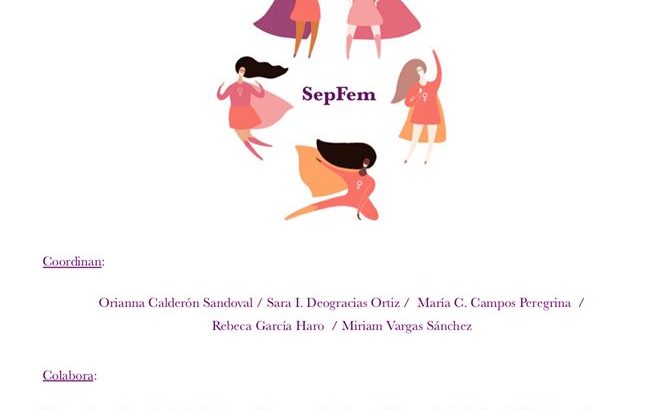 SepFem
Coordinan:
Orianna Calderón Sandoval / Sara I. Deogracias Ortiz / María C. Campos Peregrina /
Rebeca García Haro / Miriam Vargas Sánchez
Colabora: